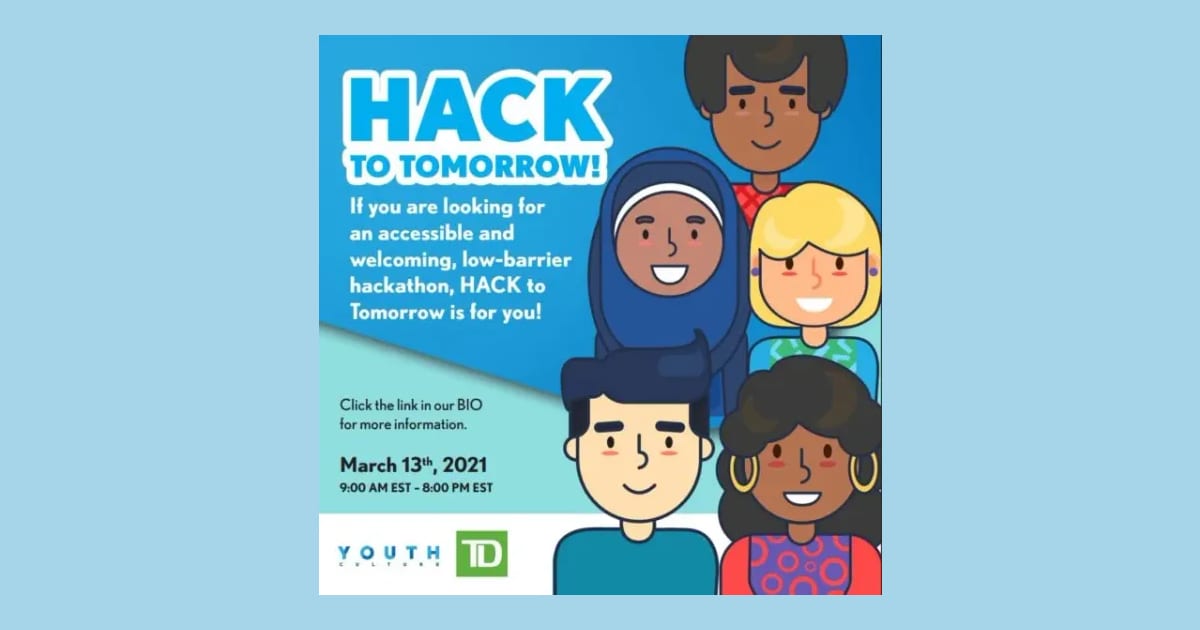 HACK
TO TOMORROW!
If you are looking for
an accessible and
welcoming, low-barrier
hackathon, HACK to
Tomorrow is for you!
Click the link in our BIO
for more information.
March 13th, 2021
9:00 AM EST - 8:00 PM EST
YOUTH
CULTURE
TD